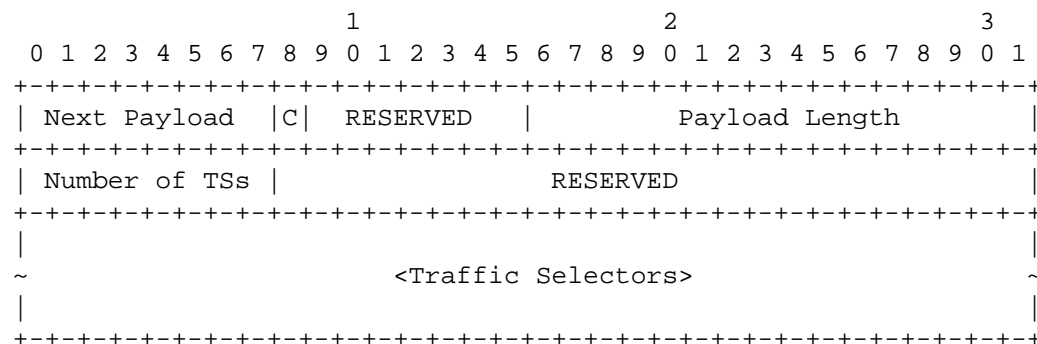 1                   2                   3
 0 1 2 3 4 5 6 7 8 9 0 1 2 3 4 5 6 7 8 9 0 1 2 3 4 5 6 7 8 9 0 1
+-+-+-+-+-+-+-+-+-+-+-+-+-+-+-+-+-+-+-+-+-+-+-+-+-+-+-+-+-+-+-+-+
| Next Payload  |C|  RESERVED   |         Payload Length        |
+-+-+-+-+-+-+-+-+-+-+-+-+-+-+-+-+-+-+-+-+-+-+-+-+-+-+-+-+-+-+-+-+
| Number of TSs |                 RESERVED                      |
+-+-+-+-+-+-+-+-+-+-+-+-+-+-+-+-+-+-+-+-+-+-+-+-+-+-+-+-+-+-+-+-+
|                                                               |
~                       <Traffic Selectors>                     ~
|                                                               |
+-+-+-+-+-+-+-+-+-+-+-+-+-+-+-+-+-+-+-+-+-+-+-+-+-+-+-+-+-+-+-+-+